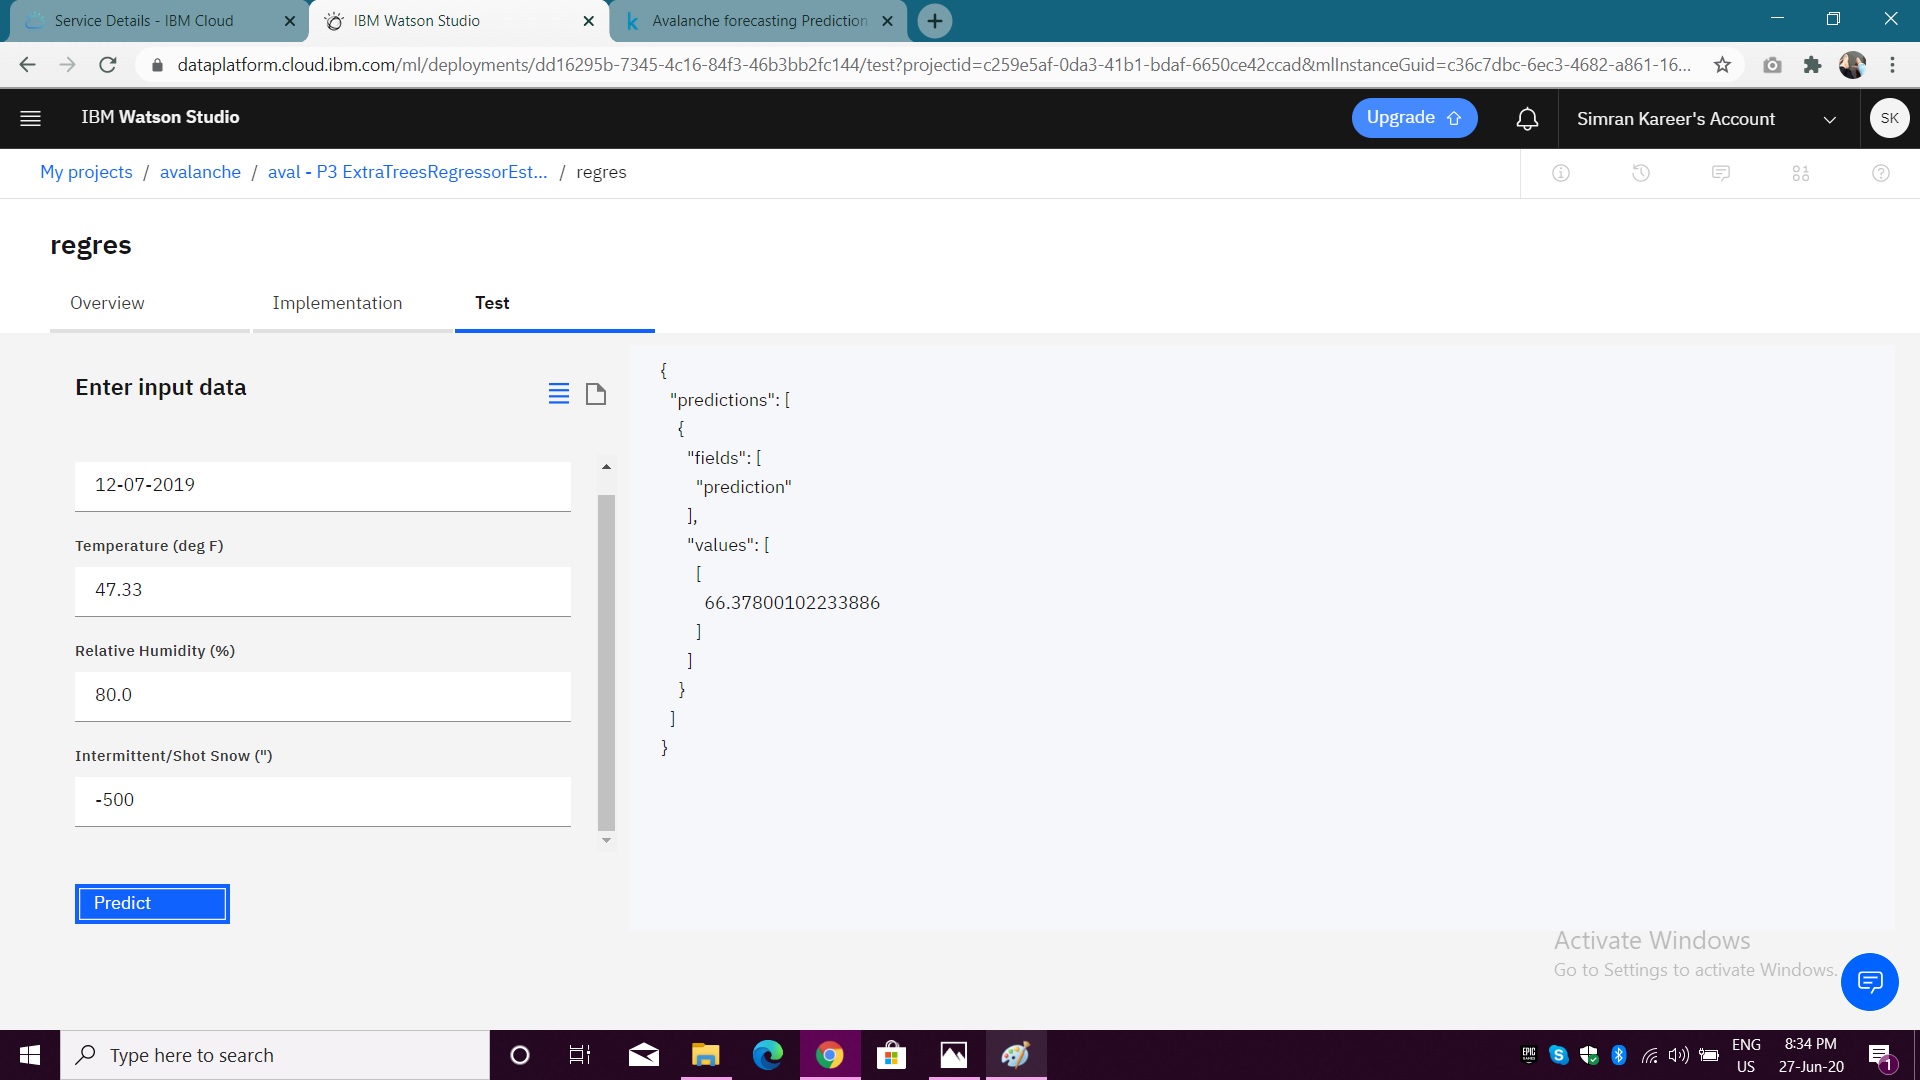 Service Details - IBM Cloud
IBM Watson Studio
Avalanche forecasting Prediction
dataplatform.cloud.ibm.com/ml/deployments/dd16295b-7345-4c16-84f3-46b3bb2fc144/test?projectid=c259e5af-0da3-41b1-bdaf-6650ce42ccad&mlInstanceGuid=c36c7dbc-6ec3-4682-a861-16...
IBM Watson Studio
Upgrade
Simran Kareer's Account
SK
My projects / avalanche / aval - P3 ExtraTreesRegressorEst... / regres
regres
Overview
Implementation
Test
Enter input data
12-07-2019
Temperature (deg F)
47.33
Relative Humidity (%)
80.0
Intermittent/Shot Snow (")
-500
Predict
{
"predictions": [
{
"fields": [
"prediction"
],
"values": [
[
66.37800102233886
]
]
}
]
}
Activate Windows
Go to Settings to activate Windows.
Type here to search
EPIC
ENG
US
8:34 PM
27-Jun-20
1